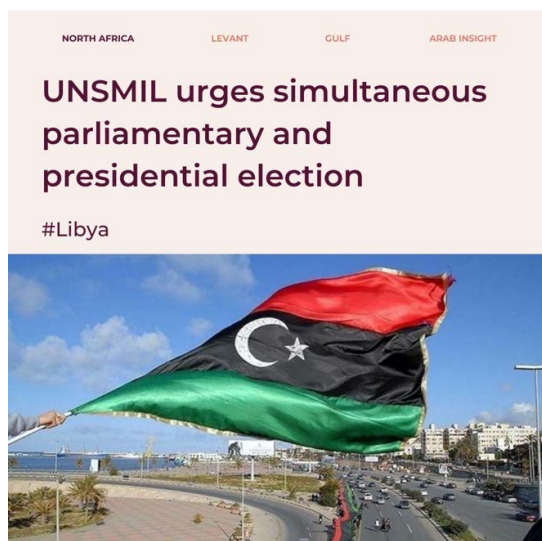 NORTH AFRICA LEVANT GULF ARAB INSIGHT
UNSMIL urges simultaneous
parliamentary and
presidential election
#Libya